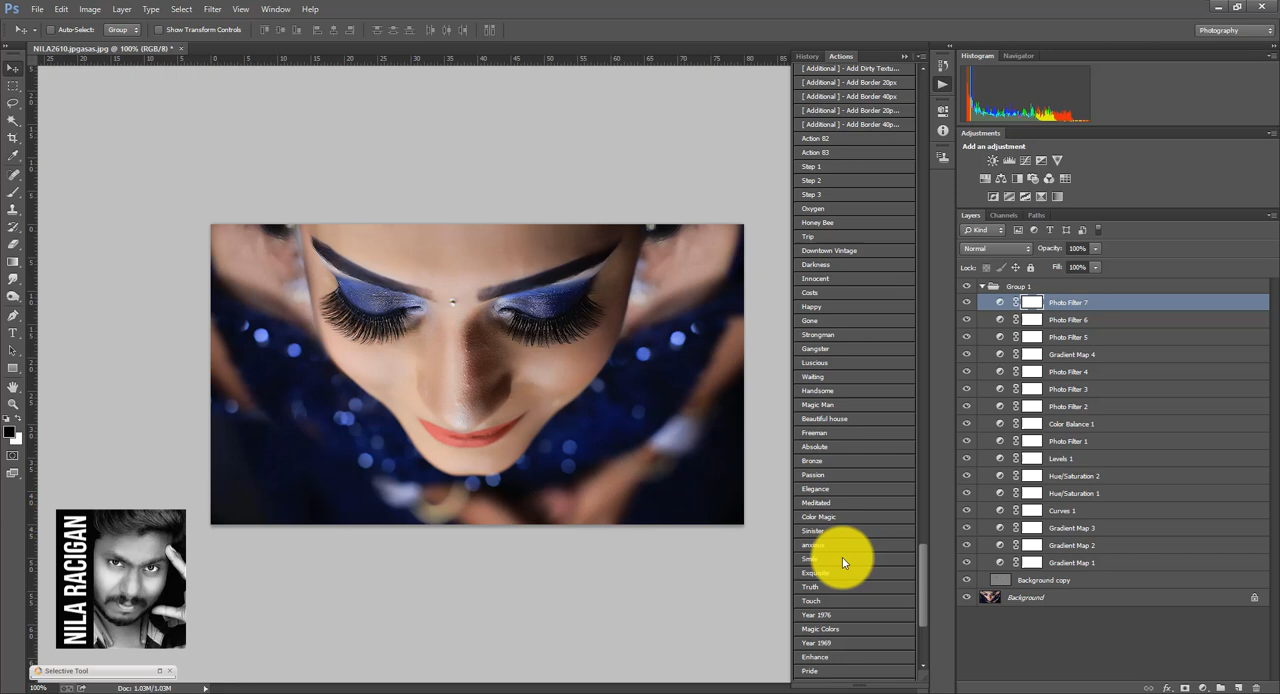 Ps File Edit Image Layer Type Select Filter View Window Help
Auto-Select: Group Show Transform Controls Photography
NILA2610.jpgasas.jpg @ 100% (RGB/8) * ×
History Actions
[ Additional ] - Add Dirty Textu...
[ Additional ] - Add Border 20px
[ Additional ] - Add Border 40px
[ Additional ] - Add Border 20p...
[ Additional ] - Add Border 40p...
Action 82
Action 83
Step 1
Step 2
Step 3
Oxygen
Honey Bee
Trip
Downtown Vintage
Darkness
Innocent
Costs
Happy
Gone
Strongman
Gangster
Luscious
Waiting
Handsome
Magic Man
Beautiful house
Freeman
Absolute
Bronze
Passion
Elegance
Meditated
Color Magic
Sinister
Exquisite
Truth
Touch
Year 1976
Magic Colors
Year 1969
Enhance
Pride
Histogram Navigator
Adjustments
Add an adjustment
Layers Channels Paths
Kind
Normal Opacity: 100%
Lock: Fill: 100%
Group 1
Photo Filter 7
Photo Filter 6
Photo Filter 5
Gradient Map 4
Photo Filter 4
Photo Filter 3
Photo Filter 2
Color Balance 1
Photo Filter 1
Levels 1
Hue/Saturation 2
Hue/Saturation 1
Curves 1
Gradient Map 3
Gradient Map 2
Gradient Map 1
Background copy
Background
NILA RACIGAN
Selective Tool
100% Doc: 1.03M/1.03M